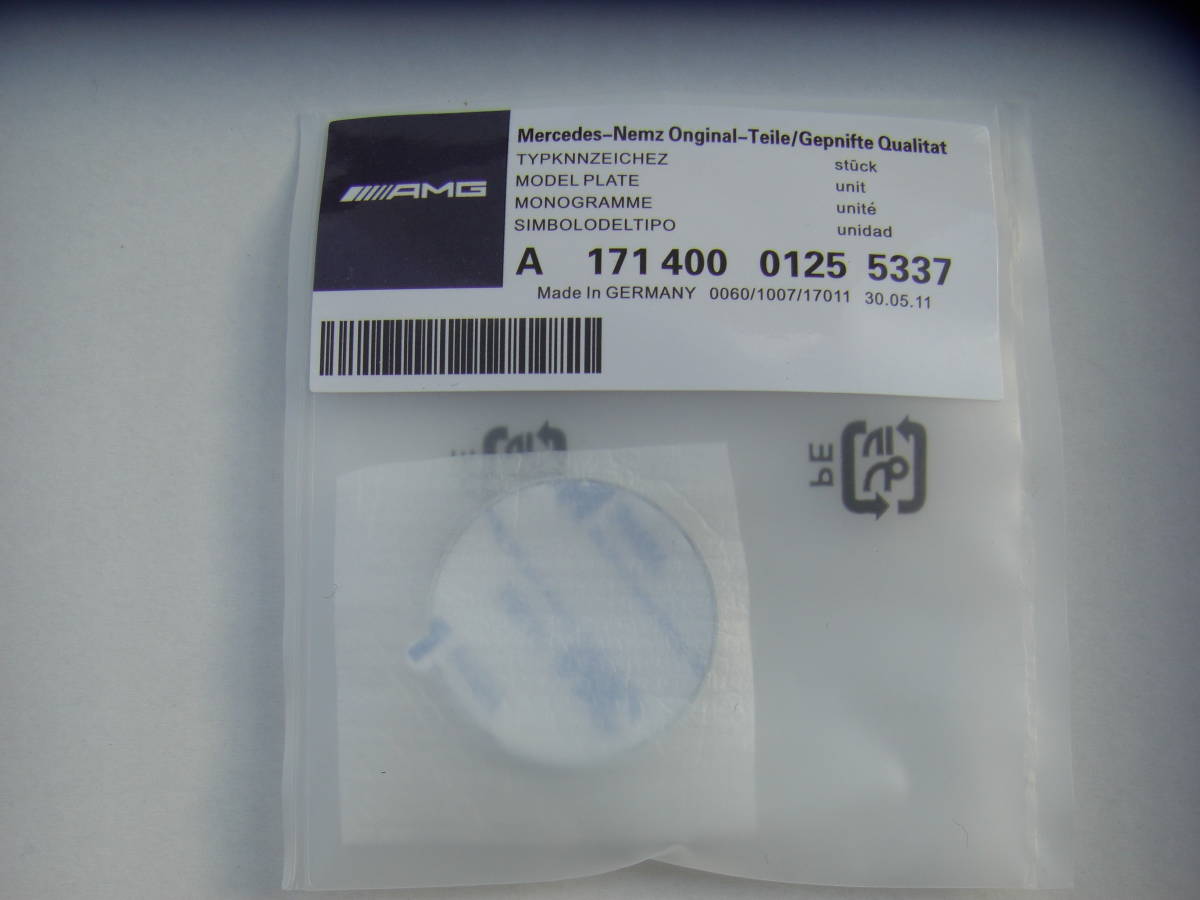 AMG
Mercedes-Nemz Onginal-Teile/Gepnifte Qualitat
TYPKNNZEICHEZ stück
MODEL PLATE unit
MONOGRAMME unité
SIMBOLODELTIPO unidad
A 171 400 0125 5337
Made In GERMANY 0060/1007/17011 30.05.11
PE